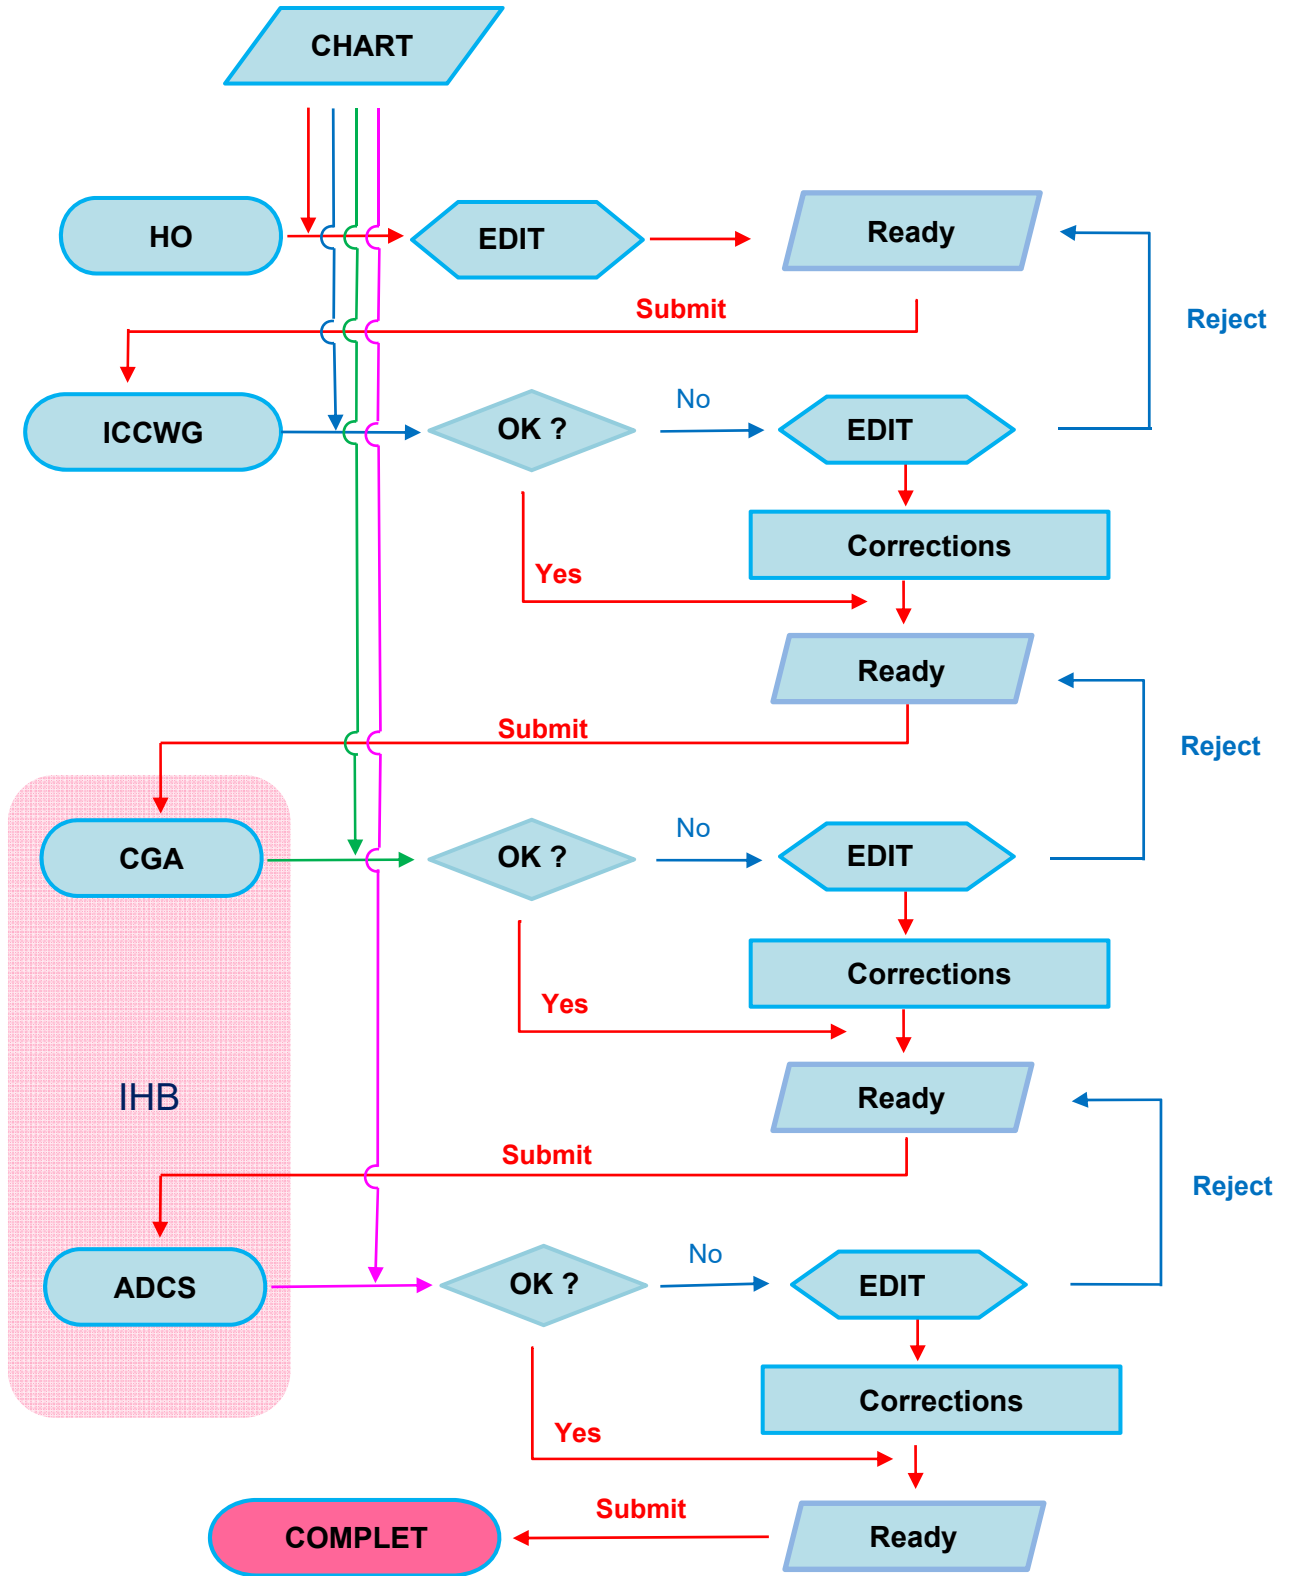 CHART
HO
EDIT
Ready
Submit
Reject
ICCWG
OK ?
No
EDIT
Corrections
Yes
Ready
Submit
Reject
CGA
OK ?
No
EDIT
Corrections
Yes
IHB
Ready
Submit
Reject
ADCS
OK ?
No
EDIT
Corrections
Yes
Submit
COMPLET
Ready